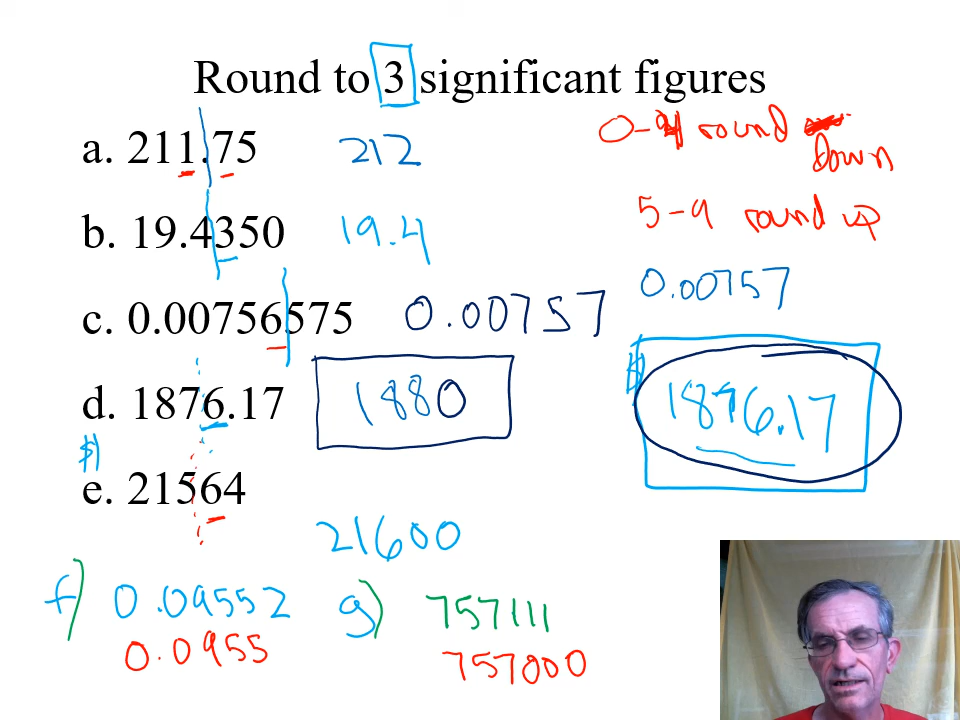 Round to 3 significant figures
0-4 round down
a. 211.75 212
5-9 round up
b. 19.4350 19.4
0.00757
c. 0.00756575 0.00757
d. 1876.17 1880
$ 1876.17
$
e. 21564
21600
f) 0.09552 g) 757111
0.0955 757000